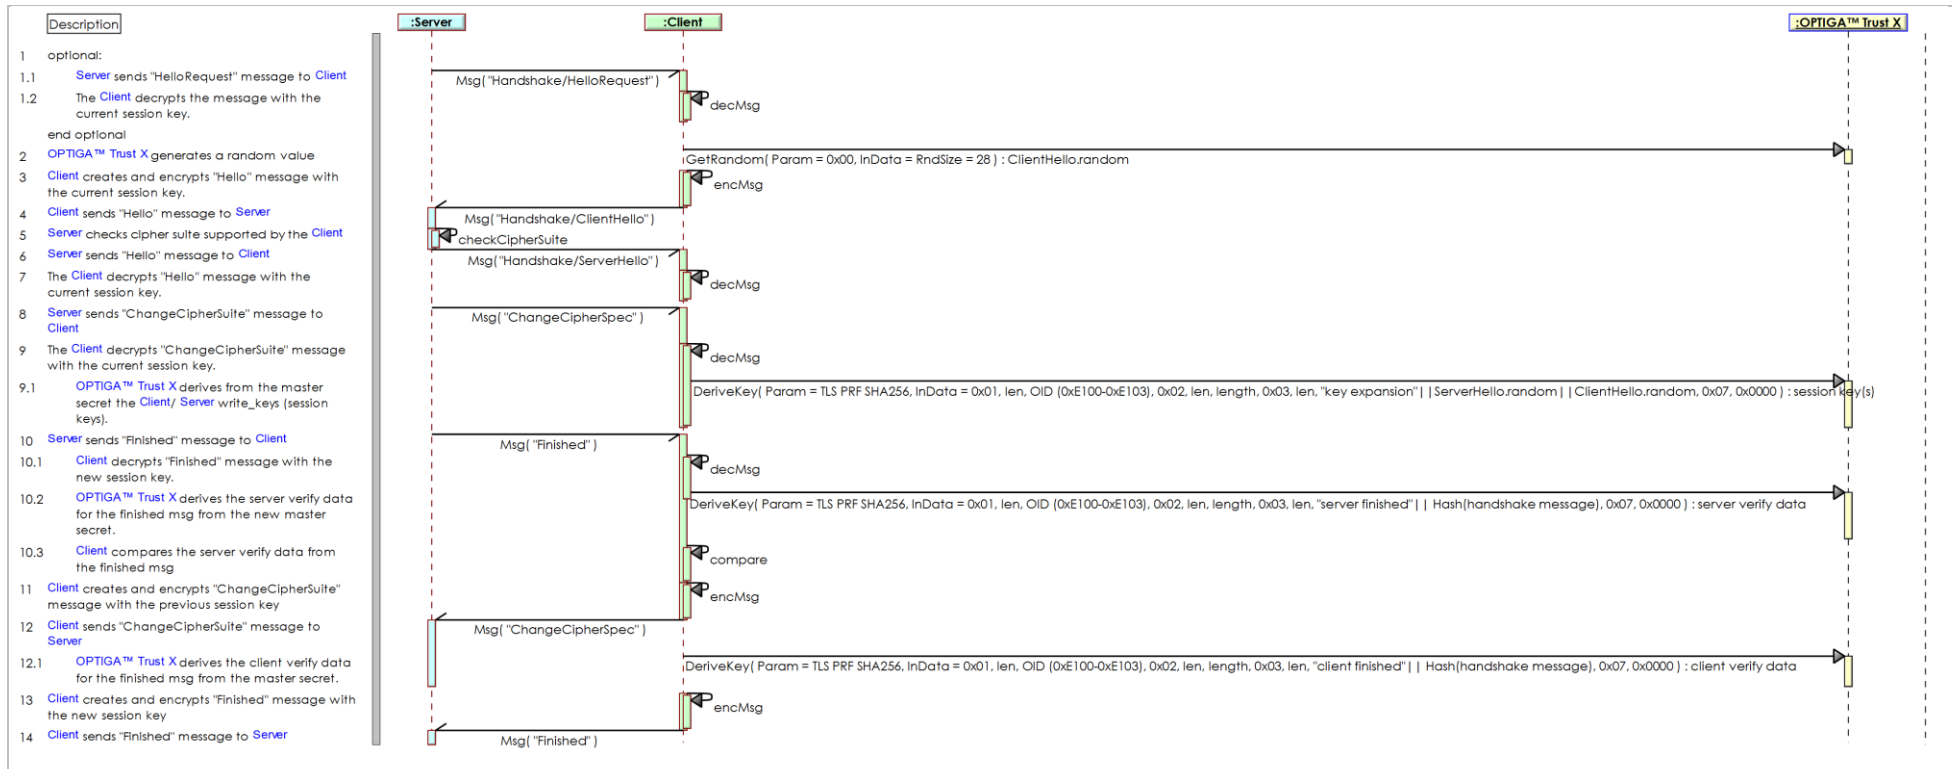 Description
1 optional:
1.1 Server sends "HelloRequest" message to Client
1.2 The Client decrypts the message with the
current session key.
end optional
2 OPTIGA™ Trust X generates a random value
3 Client creates and encrypts "Hello" message with
the current session key.
4 Client sends "Hello" message to Server
5 Server checks cipher suite supported by the Client
6 Server sends "Hello" message to Client
7 The Client decrypts "Hello" message with the
current session key.
8 Server sends "ChangeCipherSuite" message to
Client
9 The Client decrypts "ChangeCipherSuite" message
with the current session key.
9.1 OPTIGA™ Trust X derives from the master
secret the Client/ Server write_keys (session
keys).
10 Server sends "Finished" message to Client
10.1 Client decrypts "Finished" message with the
new session key.
10.2 OPTIGA™ Trust X derives the server verify data
for the finished msg from the new master
secret.
10.3 Client compares the server verify data from
the finished msg
11 Client creates and encrypts "ChangeCipherSuite"
message with the previous session key
12 Client sends "ChangeCipherSuite" message to
Server
12.1 OPTIGA™ Trust X derives the client verify data
for the finished msg from the master secret.
13 Client creates and encrypts "Finished" message with
the new session key
14 Client sends "Finished" message to Server
:Server
:Client
:OPTIGA™ Trust X
Msg( "Handshake/HelloRequest" )
decMsg
GetRandom( Param = 0x00, InData = RndSize = 28 ) : ClientHello.random
encMsg
Msg( "Handshake/ClientHello" )
checkCipherSuite
Msg( "Handshake/ServerHello" )
decMsg
Msg( "ChangeCipherSpec" )
decMsg
DeriveKey( Param = TLS PRF SHA256, InData = 0x01, len, OID (0xE100-0xE103), 0x02, len, length, 0x03, len, "key expansion"| |ServerHello.random| |ClientHello.random, 0x07, 0x0000 ) : session key(s)
Msg( "Finished" )
decMsg
DeriveKey( Param = TLS PRF SHA256, InData = 0x01, len, OID (0xE100-0xE103), 0x02, len, length, 0x03, len, "server finished"| | Hash(handshake message), 0x07, 0x0000 ) : server verify data
compare
encMsg
Msg( "ChangeCipherSpec" )
DeriveKey( Param = TLS PRF SHA256, InData = 0x01, len, OID (0xE100-0xE103), 0x02, len, length, 0x03, len, "client finished"| | Hash(handshake message), 0x07, 0x0000 ) : client verify data
encMsg
Msg( "Finished" )